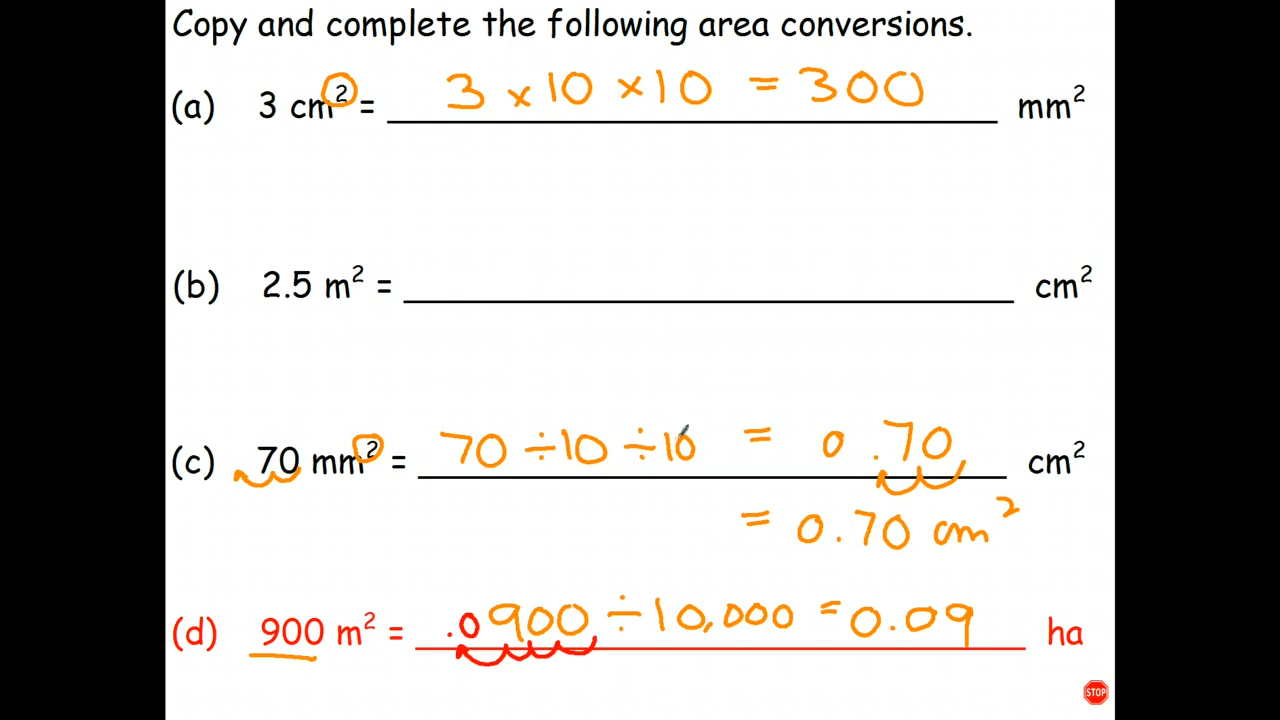 Copy and complete the following area conversions.
(a) 3 cm² = 3 × 10 × 10 = 300 mm²
(b) 2.5 m² = ____ cm²
(c) 70 mm² = 70 ÷ 10 ÷ 10 = 0.70 cm²
= 0.70 cm²
(d) 900 m² = .0900 ÷ 10,000 = 0.09 ha
STOP